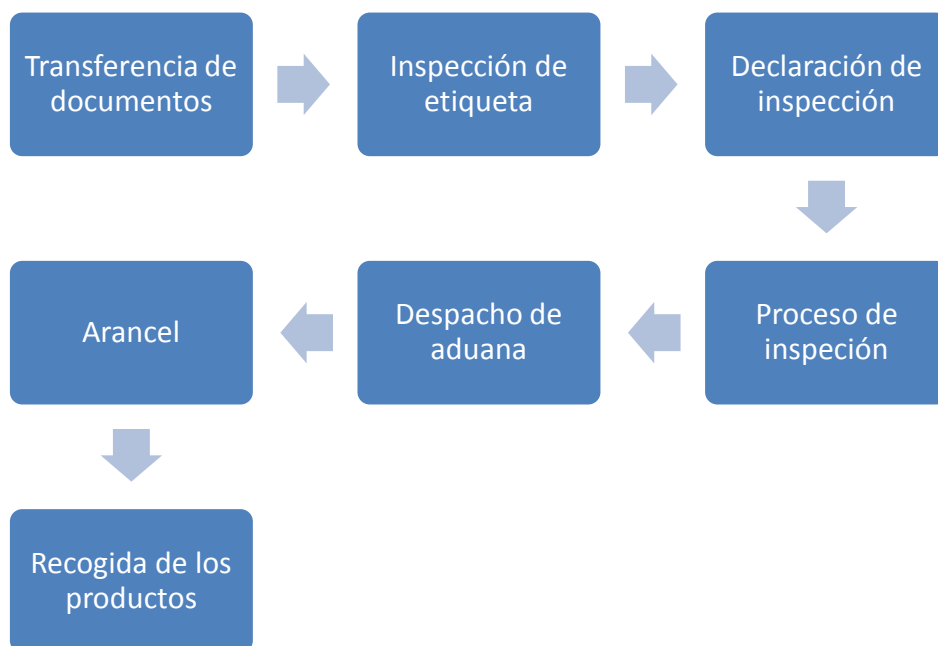 Transferencia de
documentos
Inspección de
etiqueta
Declaración de
inspección
Proceso de
inspeción
Despacho de
aduana
Arancel
Recogida de los
productos